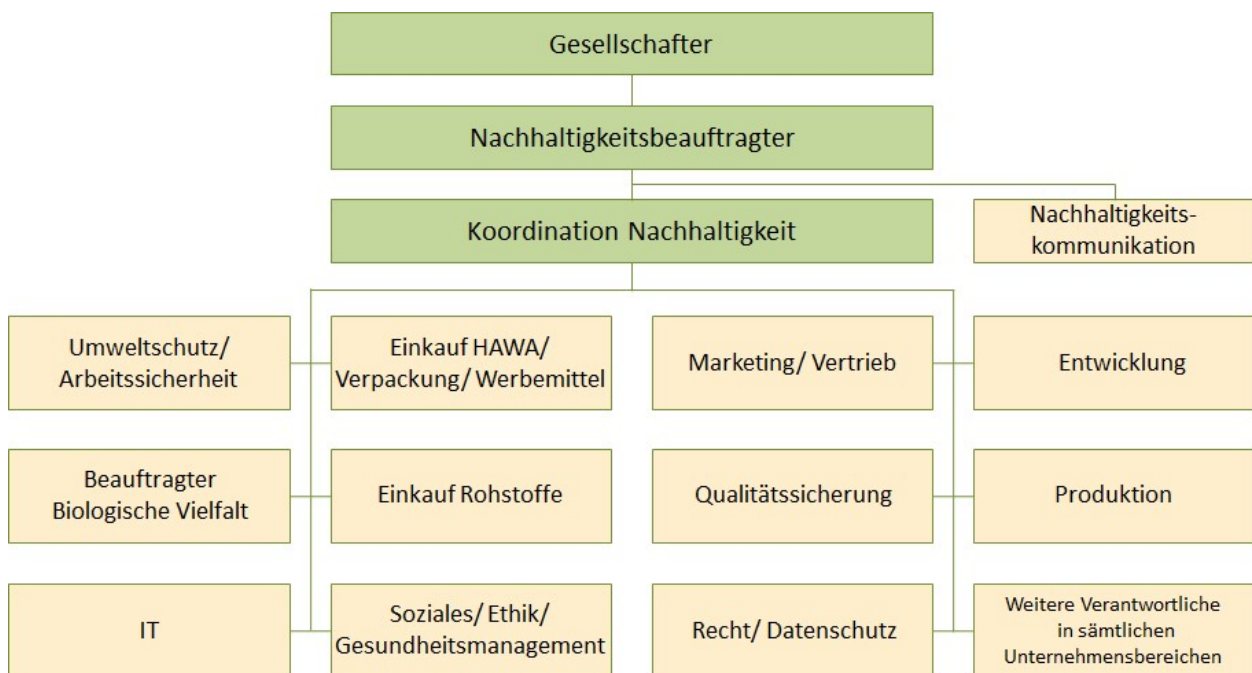 Gesellschafter
Nachhaltigkeitsbeauftragter
Koordination Nachhaltigkeit
Nachhaltigkeits-
kommunikation
Umweltschutz/
Arbeitssicherheit
Einkauf HAWA/
Verpackung/ Werbemittel
Marketing/ Vertrieb
Entwicklung
Beauftragter
Biologische Vielfalt
Einkauf Rohstoffe
Qualitätssicherung
Produktion
IT
Soziales/ Ethik/
Gesundheitsmanagement
Recht/ Datenschutz
Weitere Verantwortliche
in sämtlichen
Unternehmensbereichen